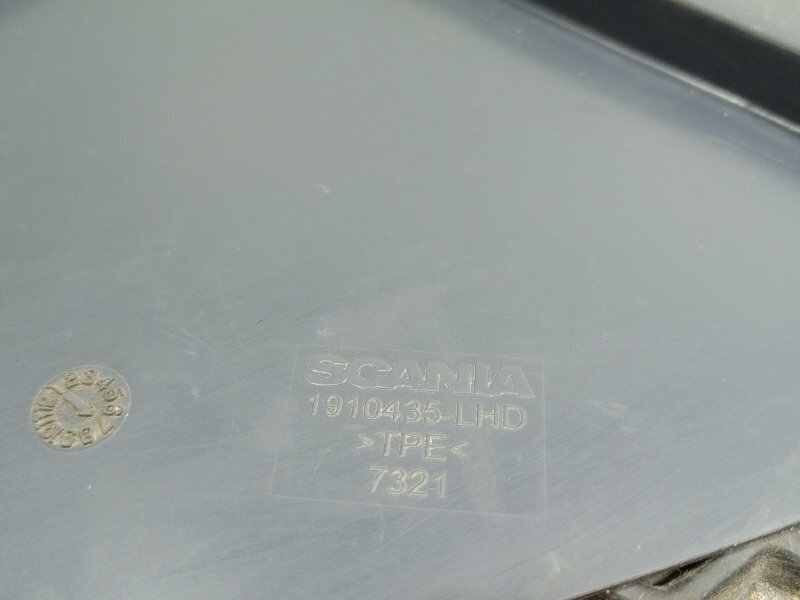 SCANIA
1910435-LHD
>TPE<
7321